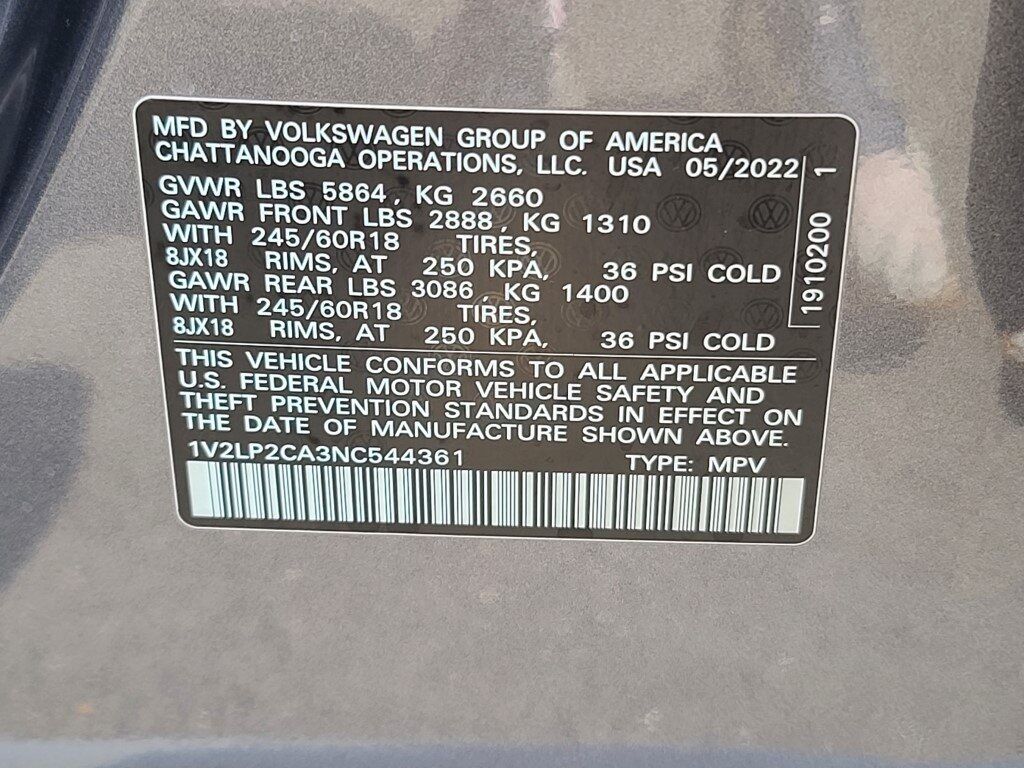 MFD BY VOLKSWAGEN GROUP OF AMERICA
CHATTANOOGA OPERATIONS, LLC. USA 05/2022
GVWR LBS 5864, KG 2660
GAWR FRONT LBS 2888, KG 1310
WITH 245/60R18 TIRES,
8JX18 RIMS, AT 250 KPA, 36 PSI COLD
GAWR REAR LBS 3086, KG 1400
WITH 245/60R18 TIRES,
8JX18 RIMS, AT 250 KPA, 36 PSI COLD
1910200 1
THIS VEHICLE CONFORMS TO ALL APPLICABLE
U.S. FEDERAL MOTOR VEHICLE SAFETY AND
THEFT PREVENTION STANDARDS IN EFFECT ON
THE DATE OF MANUFACTURE SHOWN ABOVE.
1V2LP2CA3NC544361 TYPE: MPV